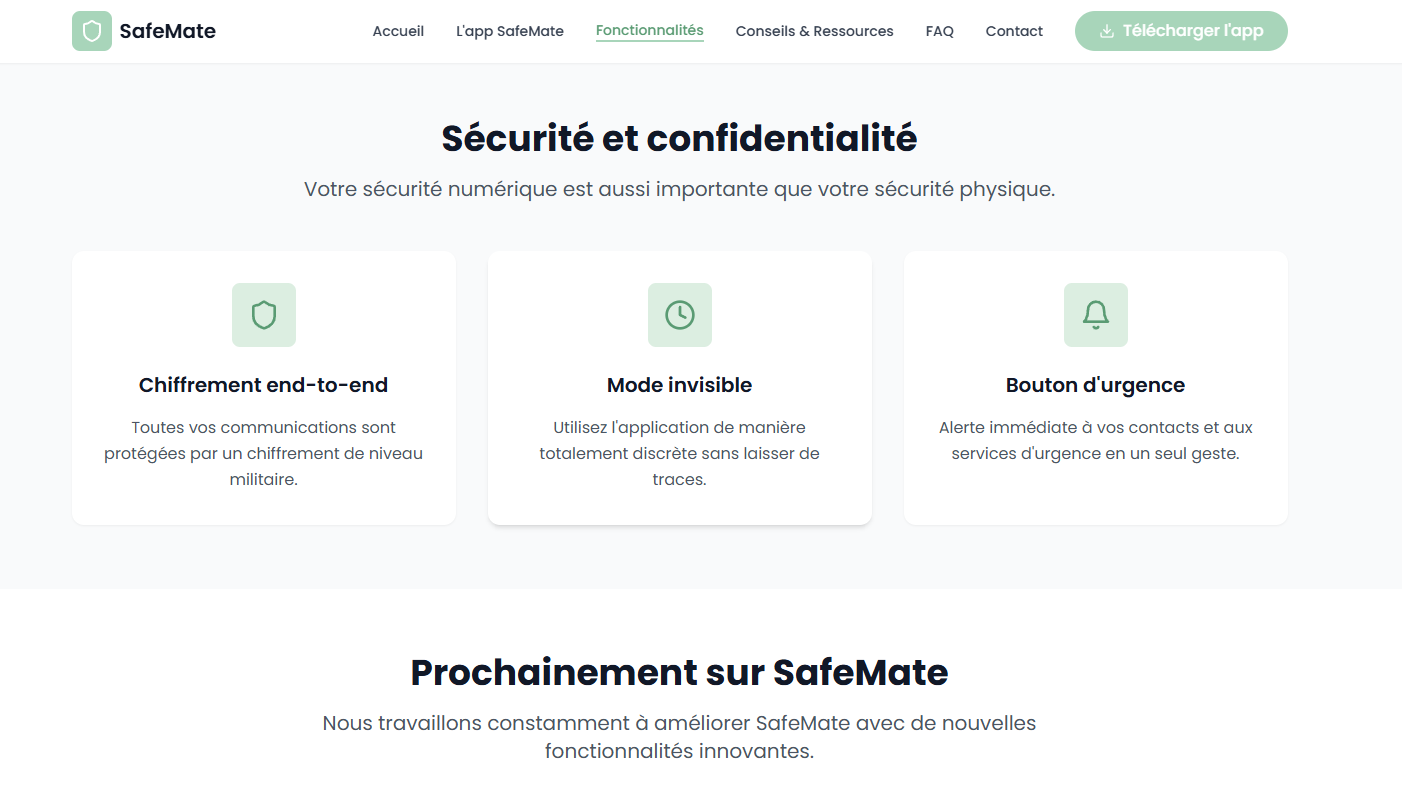 SafeMate
Accueil
L'app SafeMate
Fonctionnalités
Conseils & Ressources
FAQ
Contact
Télécharger l'app
Sécurité et confidentialité
Votre sécurité numérique est aussi importante que votre sécurité physique.
Chiffrement end-to-end
Toutes vos communications sont
protégées par un chiffrement de niveau
militaire.
Mode invisible
Utilisez l'application de manière
totalement discrète sans laisser de
traces.
Bouton d'urgence
Alerte immédiate à vos contacts et aux
services d'urgence en un seul geste.
Prochainement sur SafeMate
Nous travaillons constamment à améliorer SafeMate avec de nouvelles
fonctionnalités innovantes.